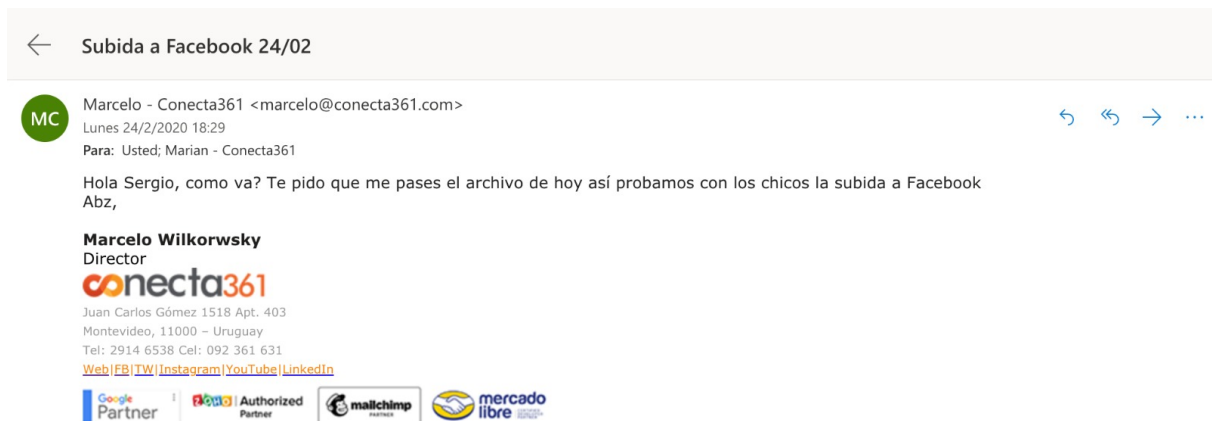 Subida a Facebook 24/02
MC
Marcelo - Conecta361 <marcelo@conecta361.com>
Lunes 24/2/2020 18:29
Para: Usted; Marian - Conecta361
Hola Sergio, como va? Te pido que me pases el archivo de hoy así probamos con los chicos la subida a Facebook
Abz,
Marcelo Wilkorwsky
Director
conecta361
Juan Carlos Gómez 1518 Apt. 403
Montevideo, 11000 – Uruguay
Tel: 2914 6538 Cel: 092 361 631
Web|FB|TW|Instagram|YouTube|LinkedIn
Google Partner
ZOHO Authorized Partner
mailchimp PARTNER
mercado libre